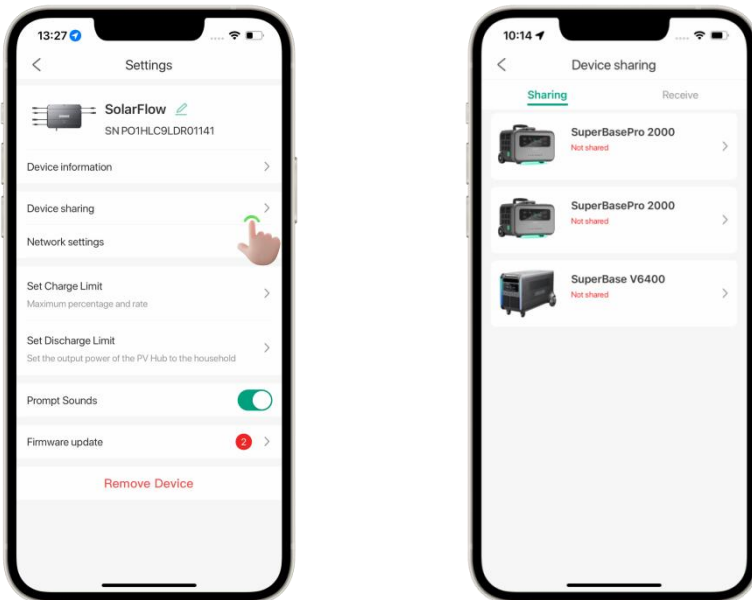 13:27
Settings
SolarFlow
SN PO1HLC9LDR01141
Device information
Device sharing
Network settings
Set Charge Limit
Maximum percentage and rate
Set Discharge Limit
Set the output power of the PV Hub to the household
Prompt Sounds
Firmware update
2
Remove Device
10:14
Device sharing
Sharing
Receive
SuperBasePro 2000
Not shared
SuperBasePro 2000
Not shared
SuperBase V6400
Not shared